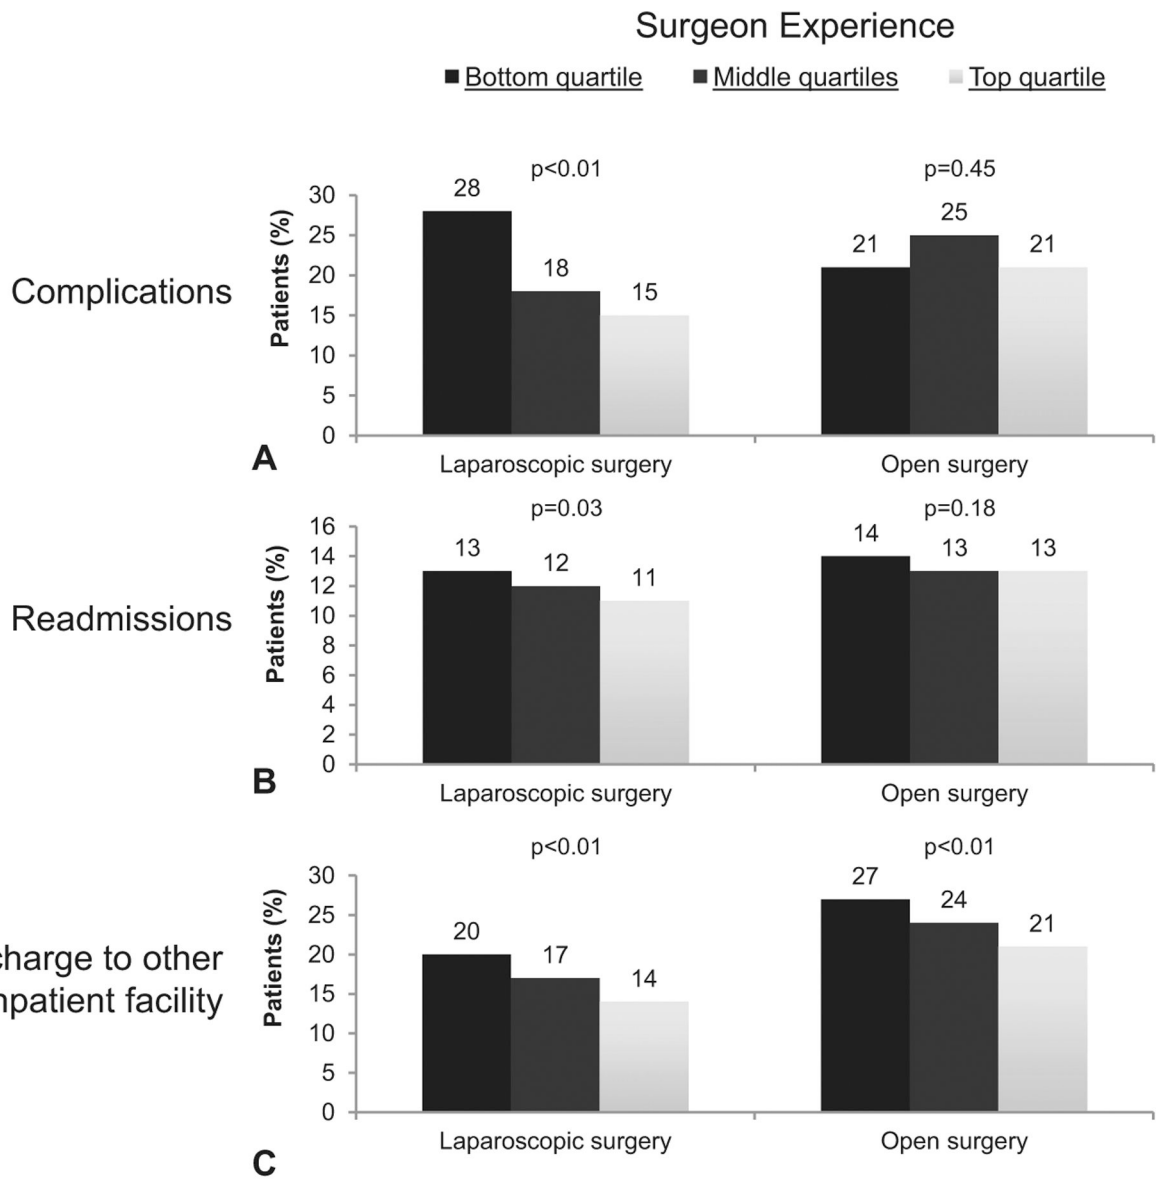 Surgeon Experience
Bottom quartile Middle quartiles Top quartile
p<0.01 p=0.45
Complications
Patients (%)
30
25
20
15
10
5
0
28 18 15 21 25 21
A
Laparoscopic surgery Open surgery
p=0.03 p=0.18
Readmissions
Patients (%)
16
14
12
10
8
6
4
2
0
13 12 11 14 13 13
B
Laparoscopic surgery Open surgery
p<0.01 p<0.01
charge to other
npatient facility
Patients (%)
30
25
20
15
10
5
0
20 17 14 27 24 21
Laparoscopic surgery Open surgery
C